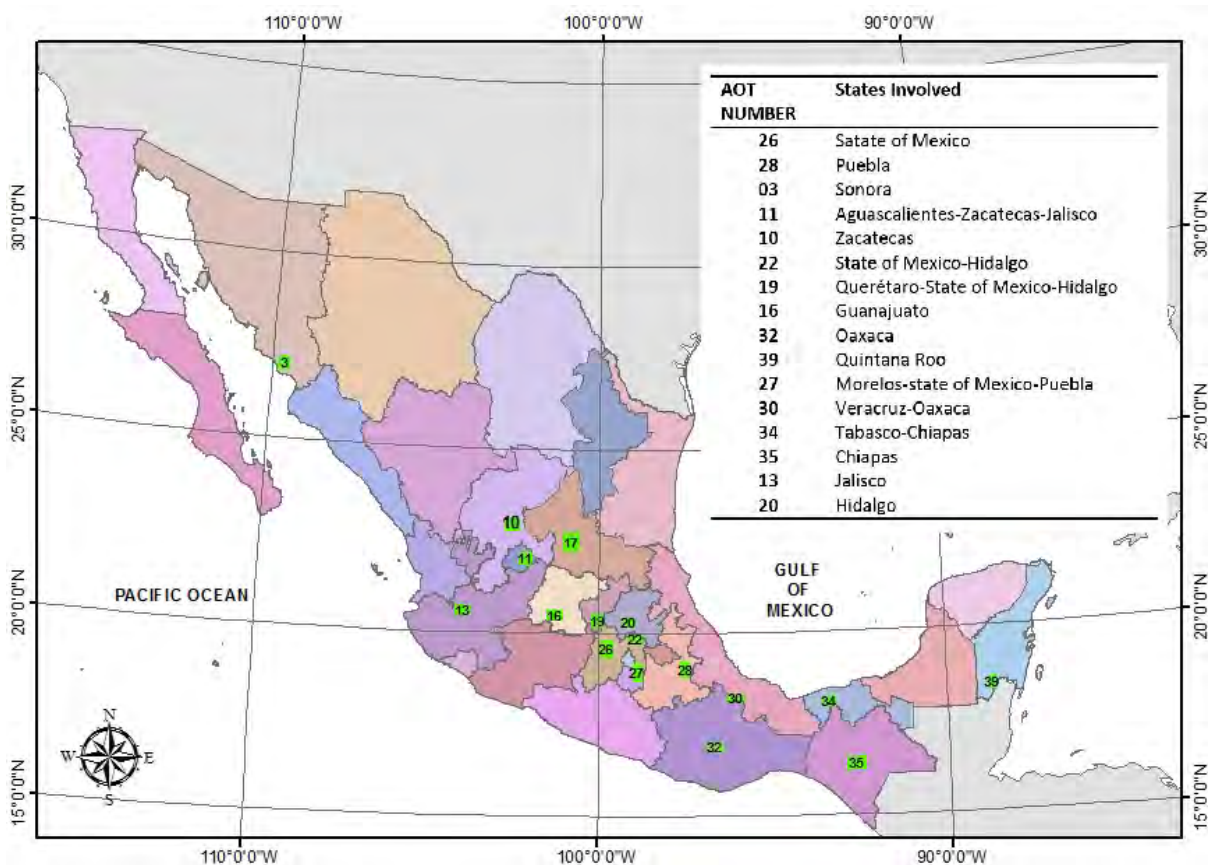 110°0'0"W 100°0'0"W 90°0'0"W
AOT NUMBER States Involved
26 Satate of Mexico
28 Puebla
03 Sonora
11 Aguascalientes-Zacatecas-Jalisco
10 Zacatecas
22 State of Mexico-Hidalgo
19 Querétaro-State of Mexico-Hidalgo
16 Guanajuato
32 Oaxaca
39 Quintana Roo
27 Morelos-state of Mexico-Puebla
30 Veracruz-Oaxaca
34 Tabasco-Chiapas
35 Chiapas
13 Jalisco
20 Hidalgo
30°0'0"N
30°0'0"N
25°0'0"N
25°0'0"N
20°0'0"N
20°0'0"N
15°0'0"N
15°0'0"N
3
10
17
11
13
16
19
20
22
26
27
28
30
34
39
32
35
PACIFIC OCEAN
GULF
OF
MEXICO
N
W E
S
110°0'0"W 100°0'0"W 90°0'0"W